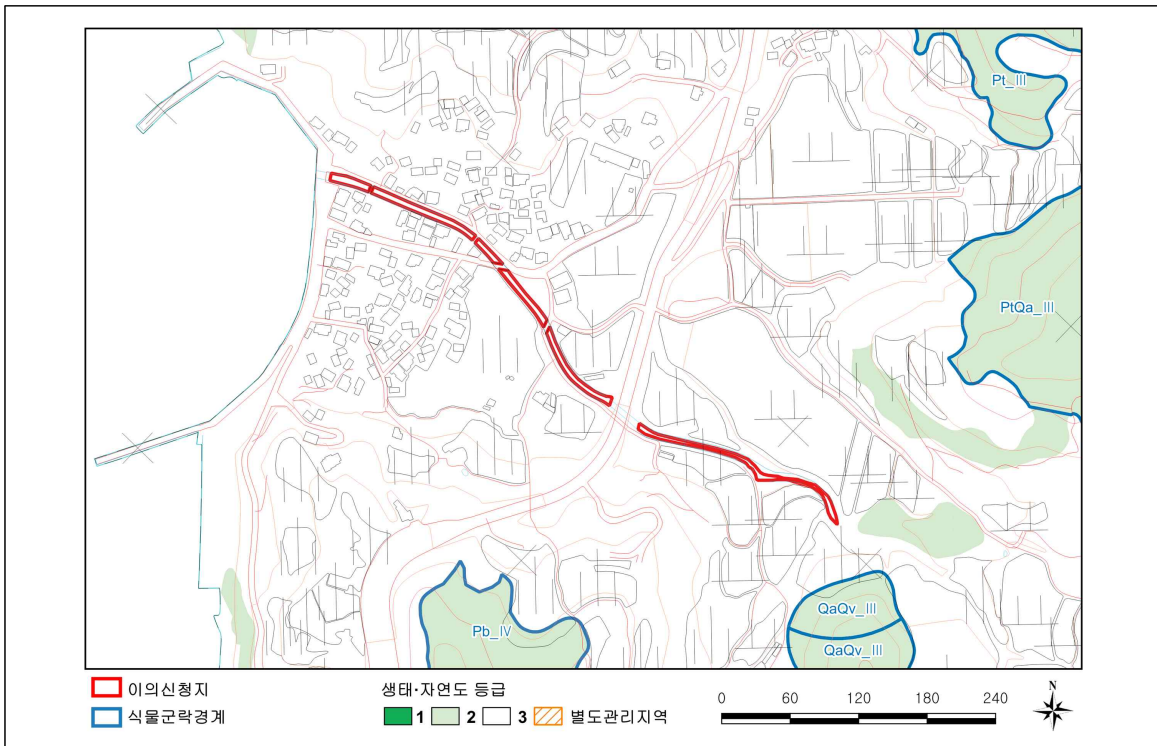 Pt_III
PtQa_III
QaQv_III
Pb_IV
QaQv_III
이의신청지
생태·자연도 등급
0 60 120 180 240
N
식물군락경계
1 2 3 별도관리지역